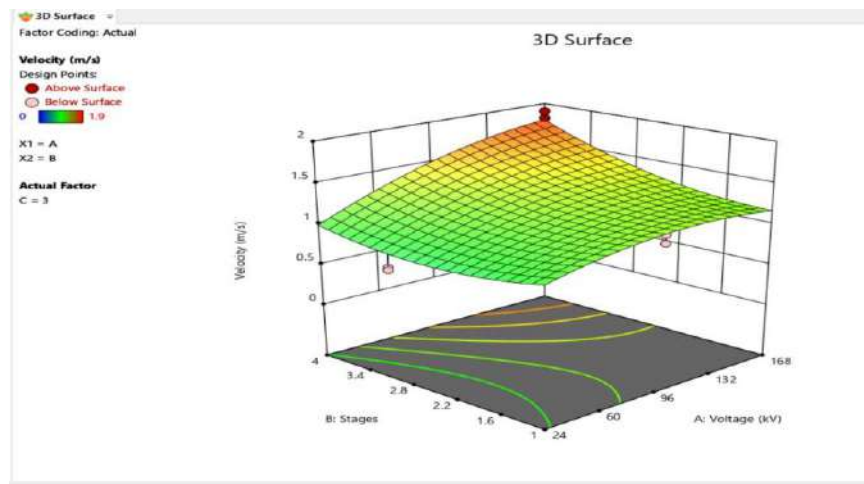 3D Surface
Factor Coding: Actual
3D Surface
Velocity (m/s)
Design Points:
Above Surface
Below Surface
0 1.9
X1 = A
X2 = B
Actual Factor
C = 3
2
1.5
1
0.5
0
Velocity (m/s)
4
3.4
2.8
2.2
1.6
1
B: Stages
24
60
96
132
168
A: Voltage (kV)